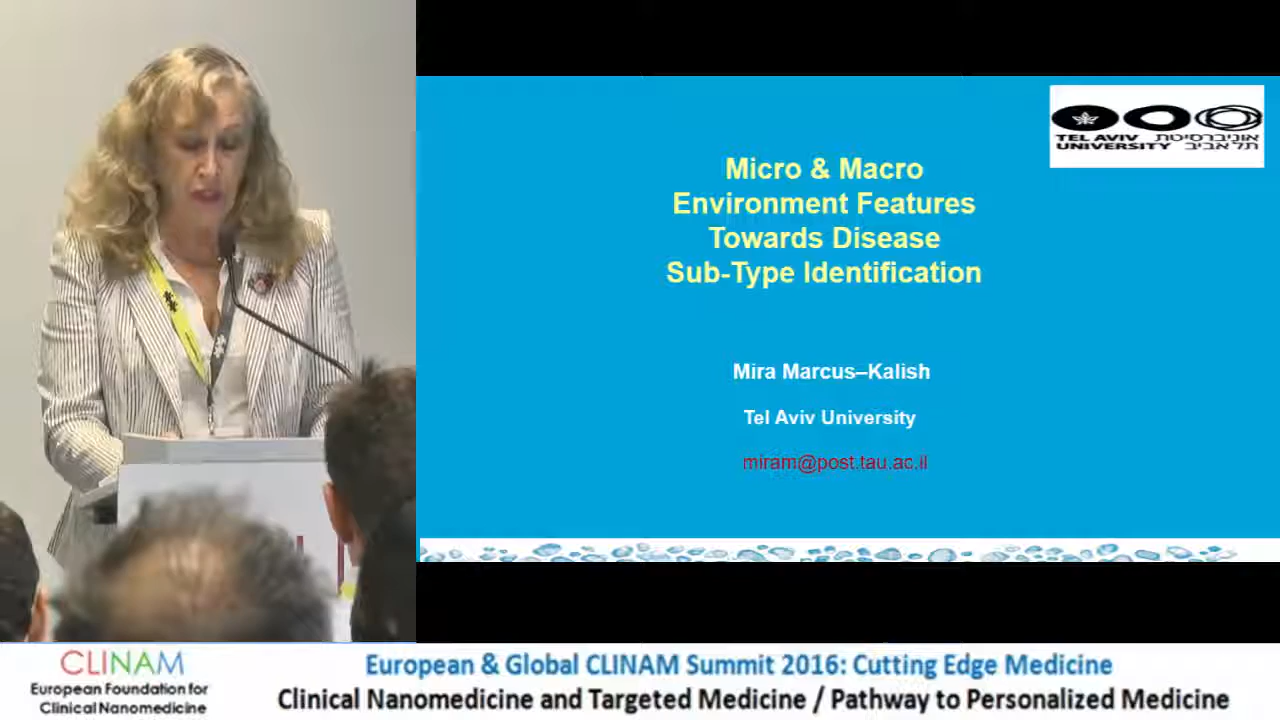 TEL AVIV אוניברסיטת
UNIVERSITY תל אביב
Micro & Macro
Environment Features
Towards Disease
Sub-Type Identification
Mira Marcus–Kalish
Tel Aviv University
miram@post.tau.ac.il
CLINAM
European Foundation for
Clinical Nanomedicine
European & Global CLINAM Summit 2016: Cutting Edge Medicine
Clinical Nanomedicine and Targeted Medicine / Pathway to Personalized Medicine